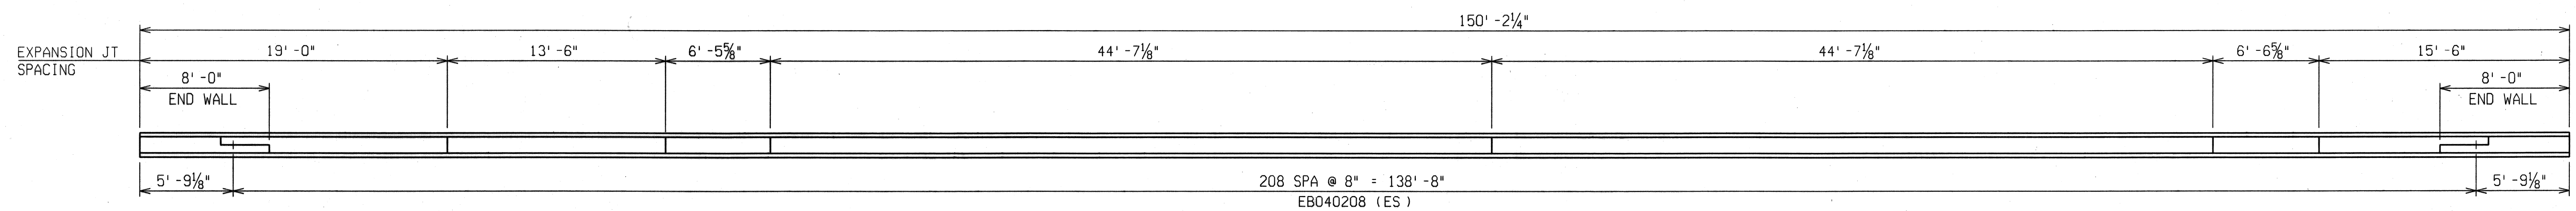 150'-2¼"
EXPANSION JT
SPACING
19'-0"
13'-6"
6'-5⅝"
44'-7⅛"
44'-7⅛"
6'-6⅝"
15'-6"
8'-0"
END WALL
8'-0"
END WALL
5'-9⅛"
208 SPA @ 8" = 138'-8"
EB040208 (ES)
5'-9⅛"